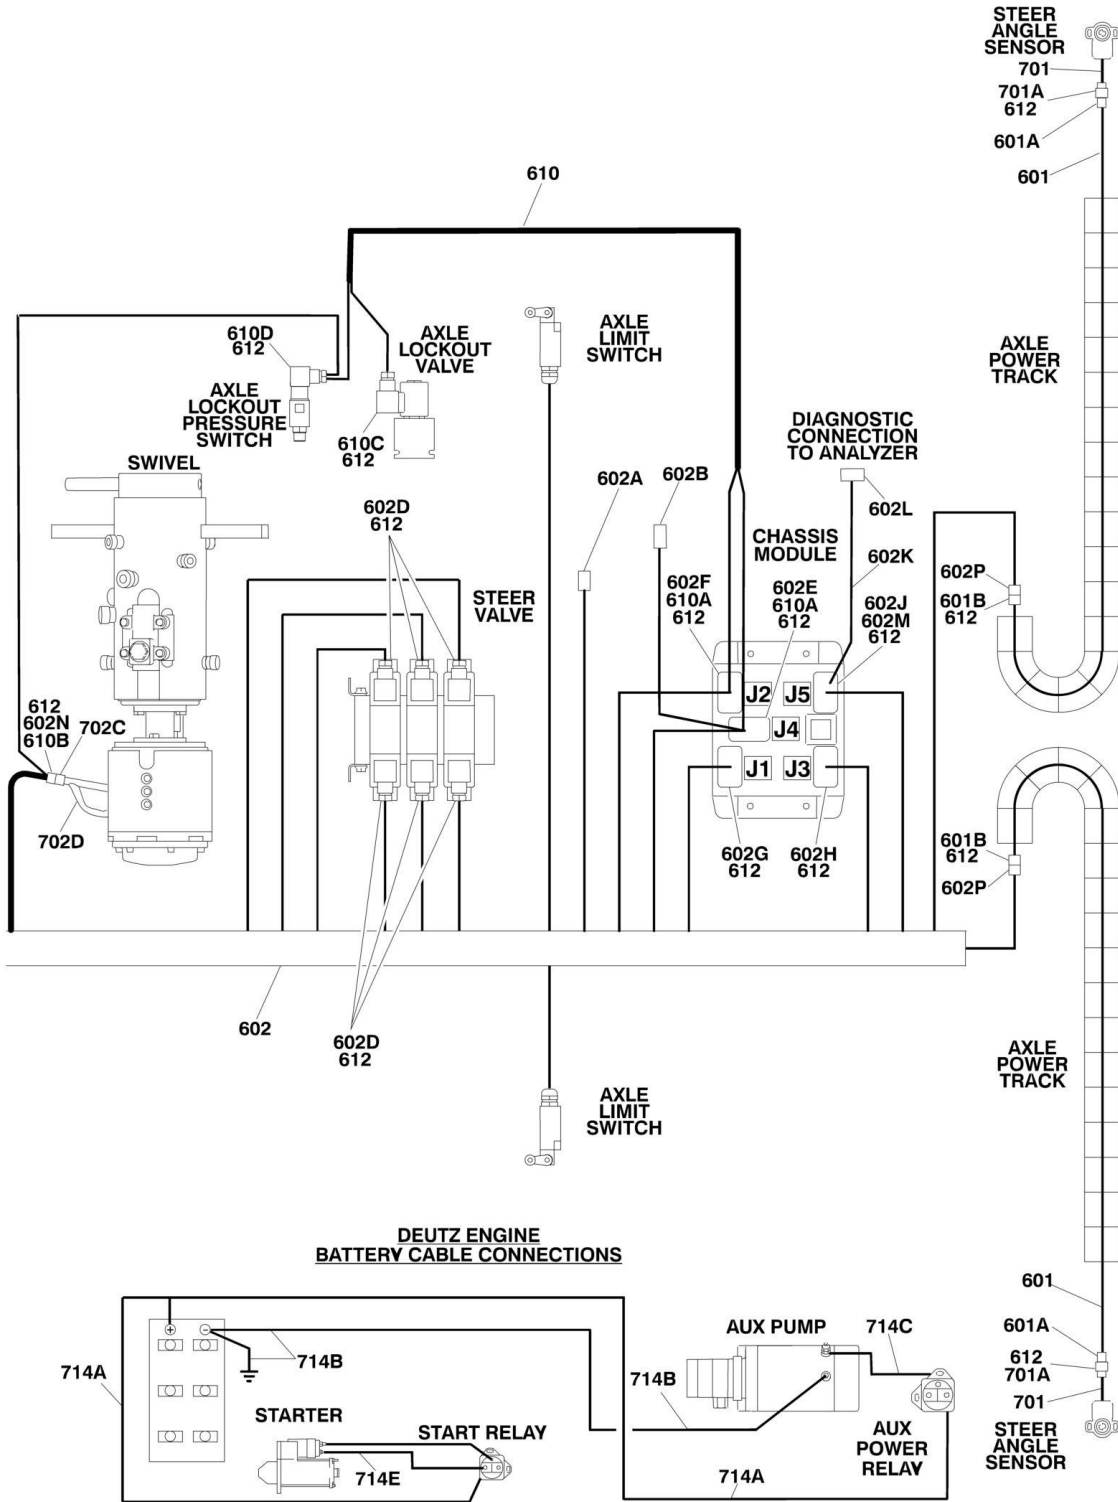 STEER
ANGLE
SENSOR
701
701A
612
601A
601
610
AXLE
POWER
TRACK
610D
612
AXLE
LOCKOUT
VALVE
AXLE
LIMIT
SWITCH
AXLE
LOCKOUT
PRESSURE
SWITCH
610C
612
DIAGNOSTIC
CONNECTION
TO ANALYZER
SWIVEL
602A
602B
602L
602D
612
CHASSIS
MODULE
602K
STEER
VALVE
602F
610A
612
602E
610A
612
602J
602M
612
602P
601B
612
J2
J5
J4
J1
J3
612
602N
610B
702C
702D
602G
612
602H
612
601B
612
602P
602
602D
612
AXLE
POWER
TRACK
AXLE
LIMIT
SWITCH
DEUTZ ENGINE
BATTERY CABLE CONNECTIONS
601
601A
612
701A
701
STEER
ANGLE
SENSOR
+
-
714A
714B
AUX PUMP
714C
714B
STARTER
START RELAY
714E
AUX
POWER
RELAY
714A